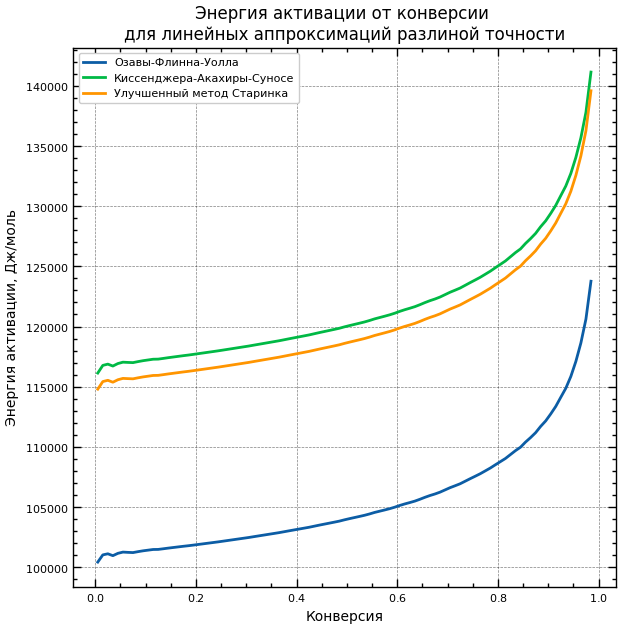 Энергия активации от конверсии
для линейных аппроксимаций разлиной точности
Озавы-Флинна-Уолла
Киссенджера-Акахиры-Суносе
Улучшенный метод Старинка
Энергия активации, Дж/моль
140000
135000
130000
125000
120000
115000
110000
105000
100000
0.0 0.2 0.4 0.6 0.8 1.0
Конверсия